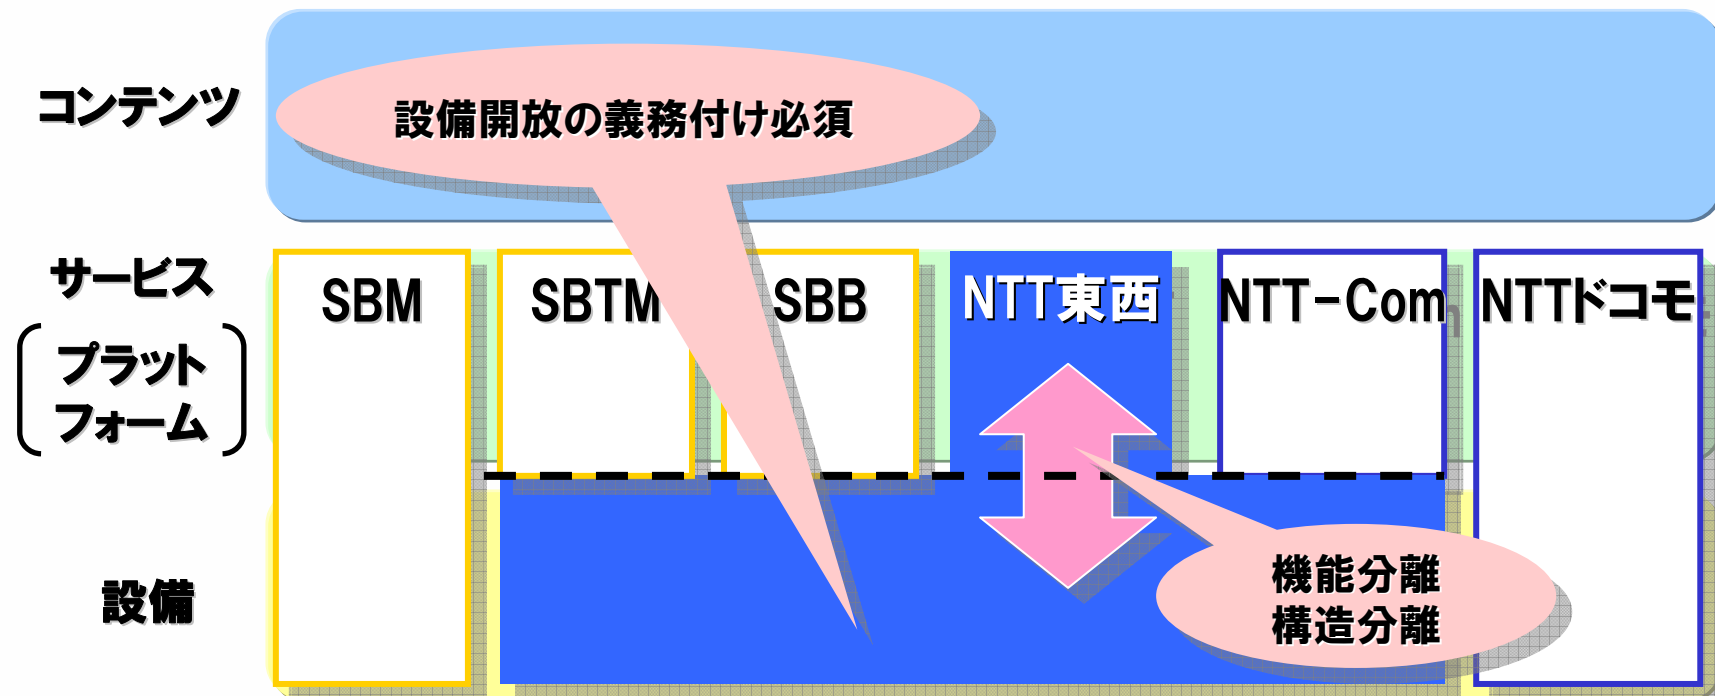 コンテンツ
設備開放の義務付け必須
サービス
プラット
フォーム
SBM
SBTM
SBB
NTT東西
NTT-Com
NTTドコモ
設備
機能分離
構造分離